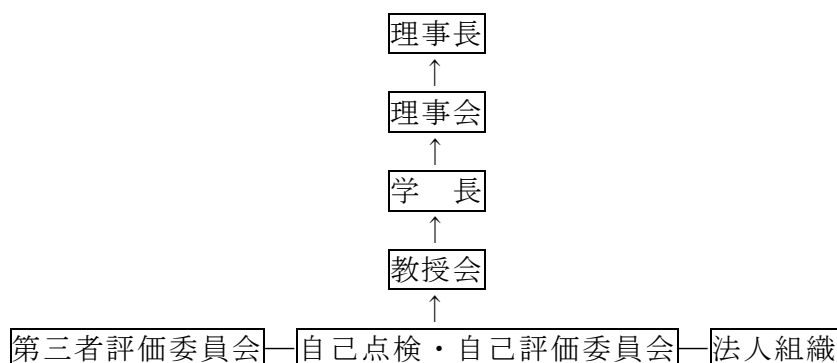 理事長
↑
理事会
↑
学　長
↑
教授会
↑
第三者評価委員会―自己点検・自己評価委員会―法人組織